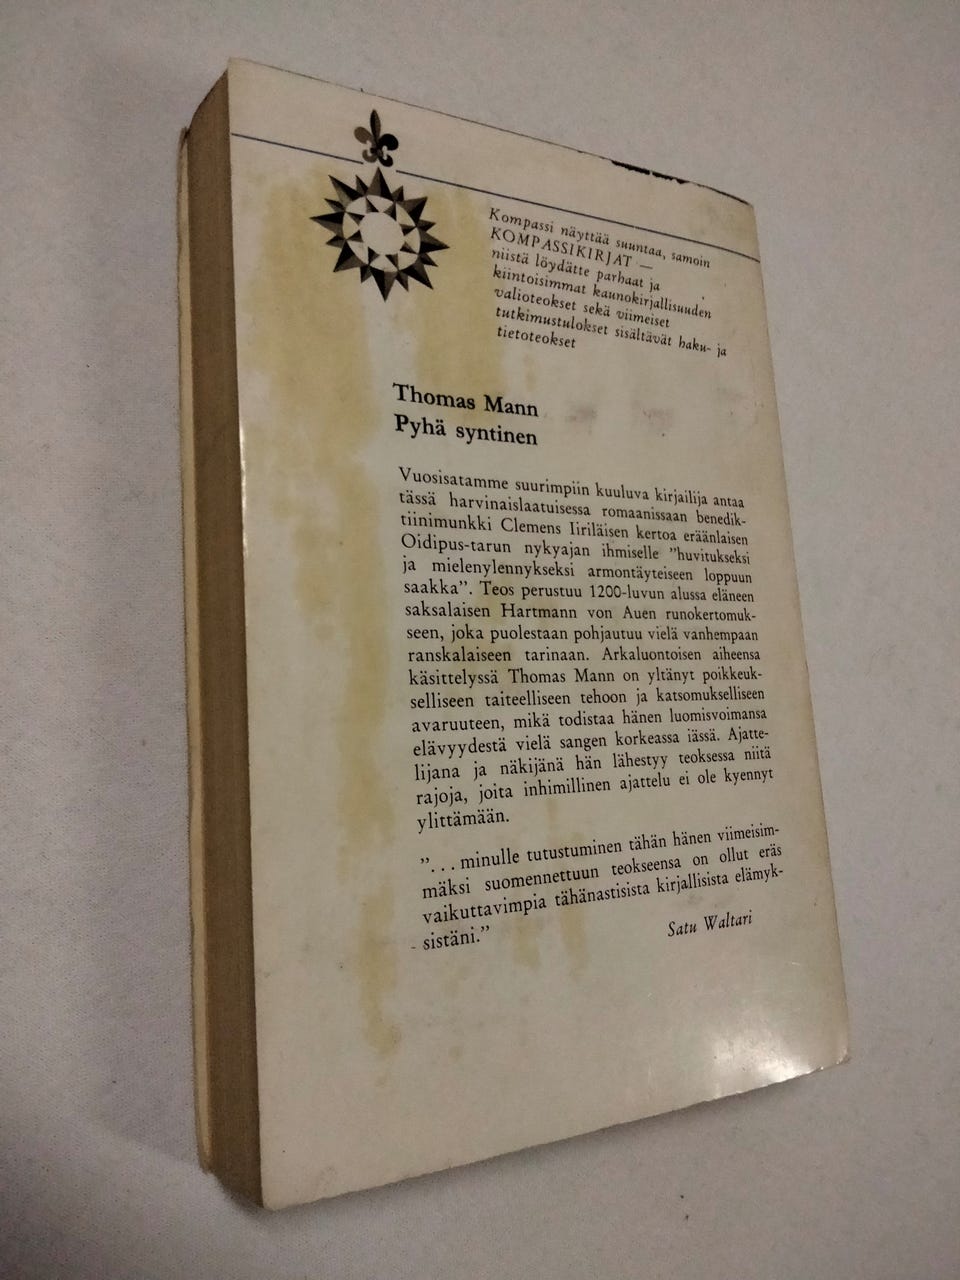 Kompassi näyttää suuntaa, samoin
KOMPASSIKIRJAT —
niistä löydätte parhaat ja
kiintoisimmat kaunokirjallisuuden
valioteokset sekä viimeiset
tutkimustulokset sisältävät haku- ja
tietoteokset
Thomas Mann
Pyhä syntinen
Vuosisatamme suurimpiin kuuluva kirjailija antaa
tässä harvinaislaatuisessa romaanissaan benedik-
tiinimunkki Clemens Iiriläisen kertoa eräänlaisen
Oidipus-tarun nykyajan ihmiselle ”huvitukseksi
ja mielenylennykseksi armontäyteiseen loppuun
saakka”. Teos perustuu 1200-luvun alussa eläneen
saksalaisen Hartmann von Auen runokertomuk-
seen, joka puolestaan pohjautuu vielä vanhempaan
ranskalaiseen tarinaan. Arkaluontoisen aiheensa
käsittelyssä Thomas Mann on yltänyt poikkeuk-
selliseen taiteelliseen tehoon ja katsomukselliseen
avaruuteen, mikä todistaa hänen luomisvoimansa
elävyydestä vielä sangen korkeassa iässä. Ajatte-
lijana ja näkijänä hän lähestyy teoksessa niitä
rajoja, joita inhimillinen ajattelu ei ole kyennyt
ylittämään.
”. . . minulle tutustuminen tähän hänen viimeisim-
mäksi suomennettuun teokseensa on ollut eräs
vaikuttavimpia tähänastisista kirjallisista elämyk-
sistäni.”
Satu Waltari